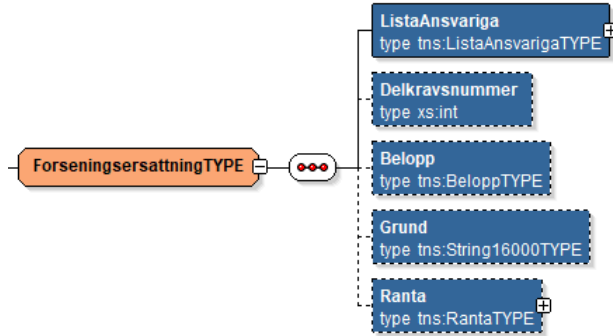 ListaAnsvariga
type tns:ListaAnsvarigaTYPE
Delkravsnummer
type xs:int
ForseningsersattningTYPE
Belopp
type tns:BeloppTYPE
Grund
type tns:String16000TYPE
Ranta
type tns:RantaTYPE